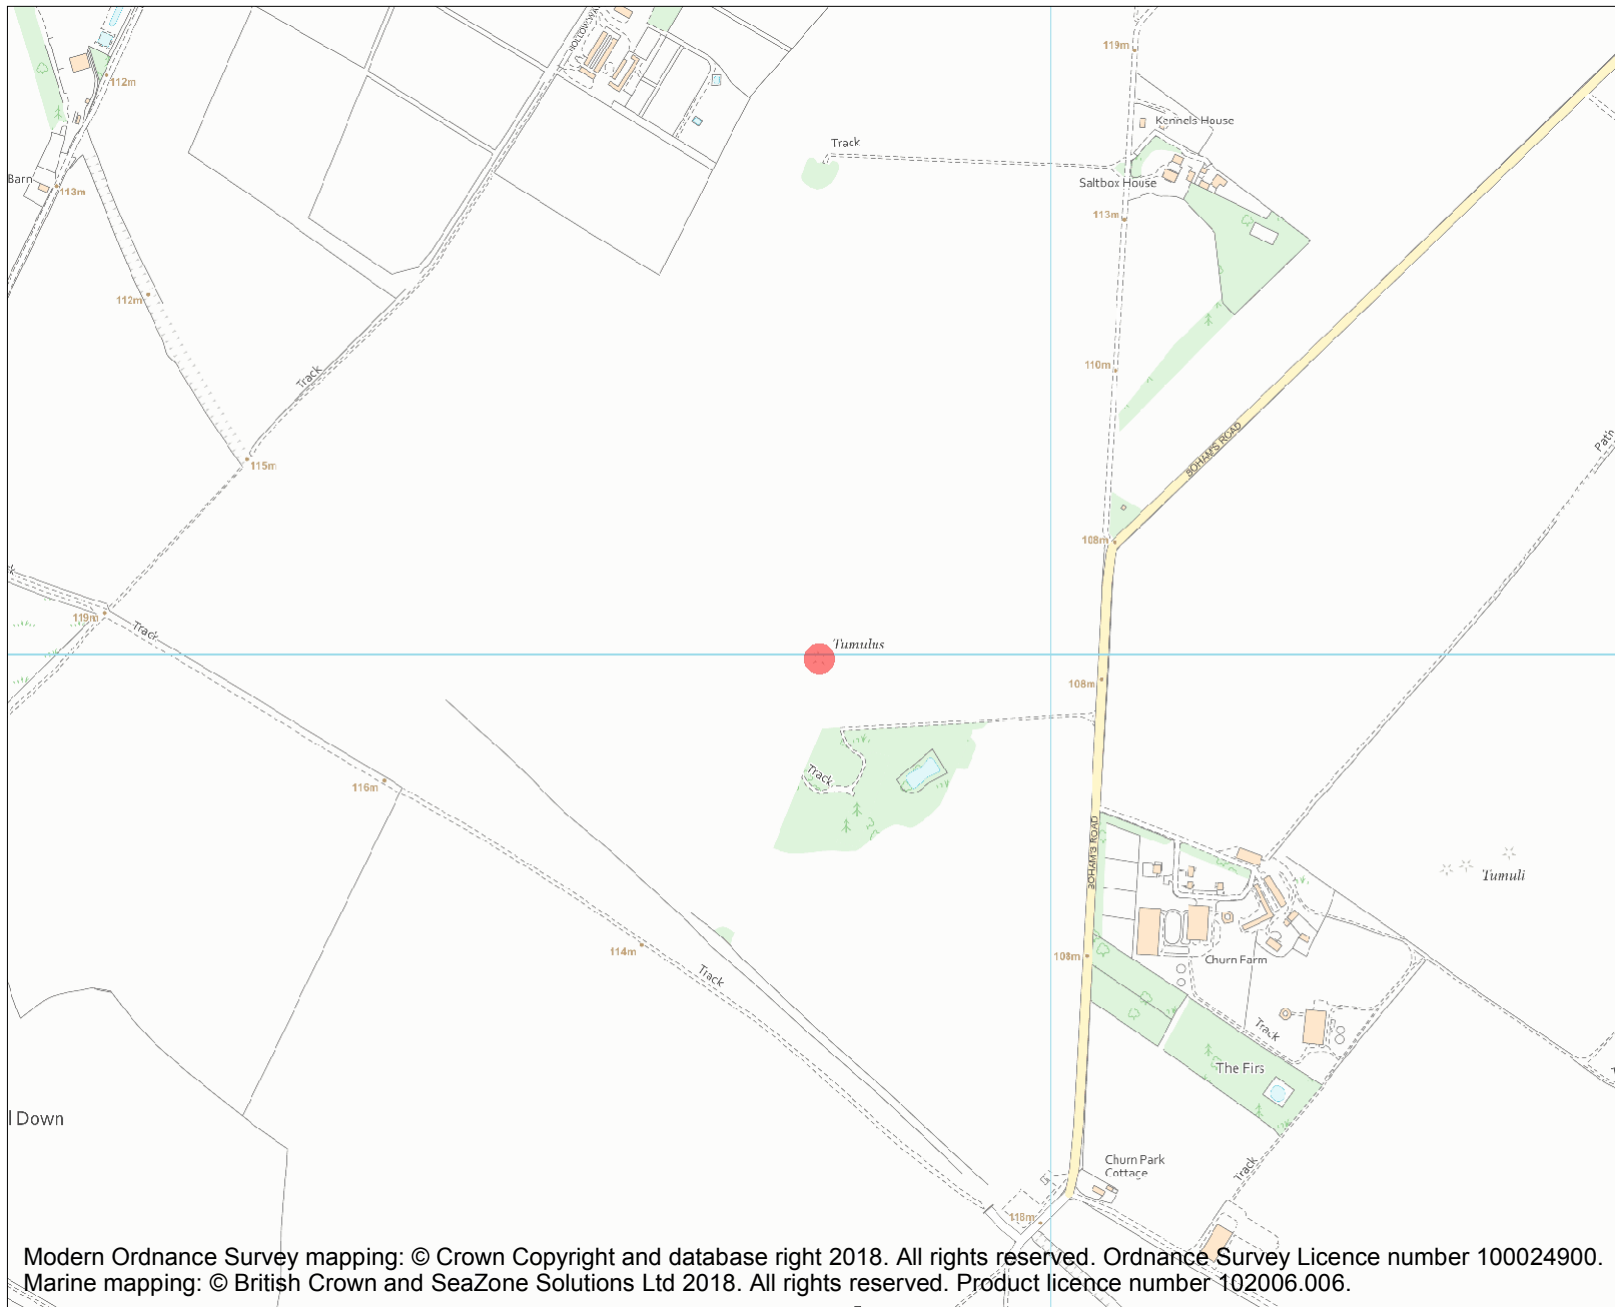 119m
HOLLOWWAY
112m
Kennels House
Track
Barn
113m
Saltbox House
113m
112m
110m
Track
BOHAM'S ROAD
Path
115m
108m
119m
Track
Tumulus
108m
Track
116m
BOHAM'S ROAD
Tumuli
114m
108m
Churn Farm
Track
Track
The Firs
l Down
Churn Park
Cottage
Track
118m
Modern Ordnance Survey mapping: © Crown Copyright and database right 2018. All rights reserved. Ordnance Survey Licence number 100024900.
Marine mapping: © British Crown and SeaZone Solutions Ltd 2018. All rights reserved. Product licence number 102006.006.